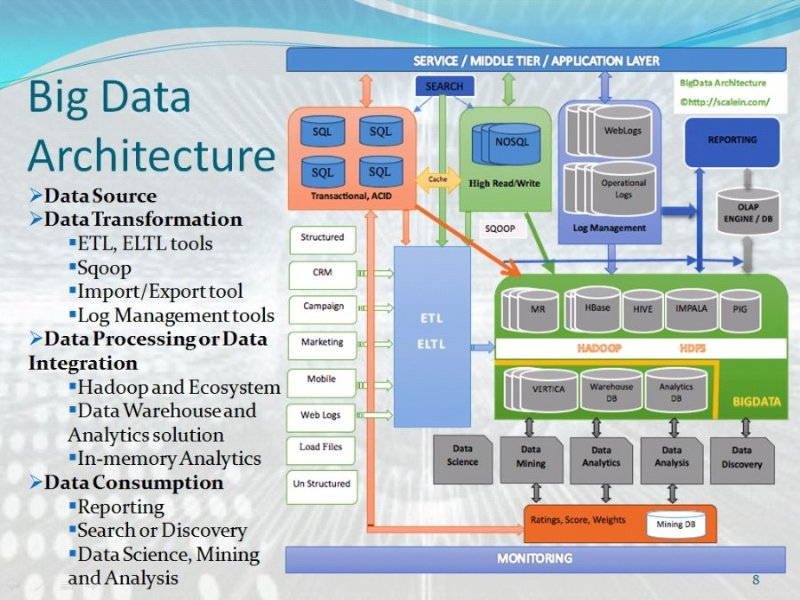 Big Data
Architecture
Data Source
Data Transformation
ETL, ELTL tools
Sqoop
Import/Export tool
Log Management tools
Data Processing or Data
Integration
Hadoop and Ecosystem
Data Warehouse and
Analytics solution
In-memory Analytics
Data Consumption
Reporting
Search or Discovery
Data Science, Mining
and Analysis
SERVICE / MIDDLE TIER / APPLICATION LAYER
SEARCH
BigData Architecture
©http://scalein.com/
SQL
SQL
SQL
SQL
Transactional, ACID
Cache
NOSQL
High Read/Write
WebLogs
Operational
Logs
Log Management
REPORTING
OLAP
ENGINE / DB
SQOOP
Structured
CRM
Campaign
Marketing
Mobile
Web Logs
Load Files
Un Structured
ETL
ELTL
MR
HBase
HIVE
IMPALA
PIG
HADOOP
HDFS
VERTICA
Warehouse
DB
Analytics
DB
BIGDATA
Data
Science
Data
Mining
Data
Analytics
Data
Analysis
Data
Discovery
Ratings, Score, Weights
Mining DB
MONITORING
8